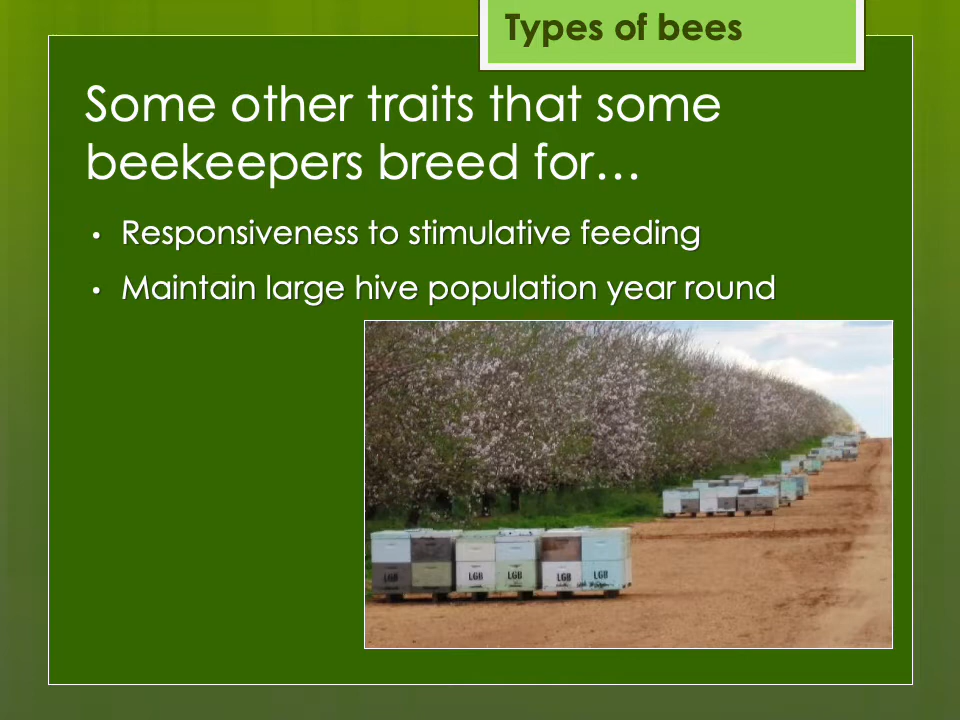 Types of bees
Some other traits that some
beekeepers breed for…
• Responsiveness to stimulative feeding
• Maintain large hive population year round
LGB LGB LGB LGB LGB